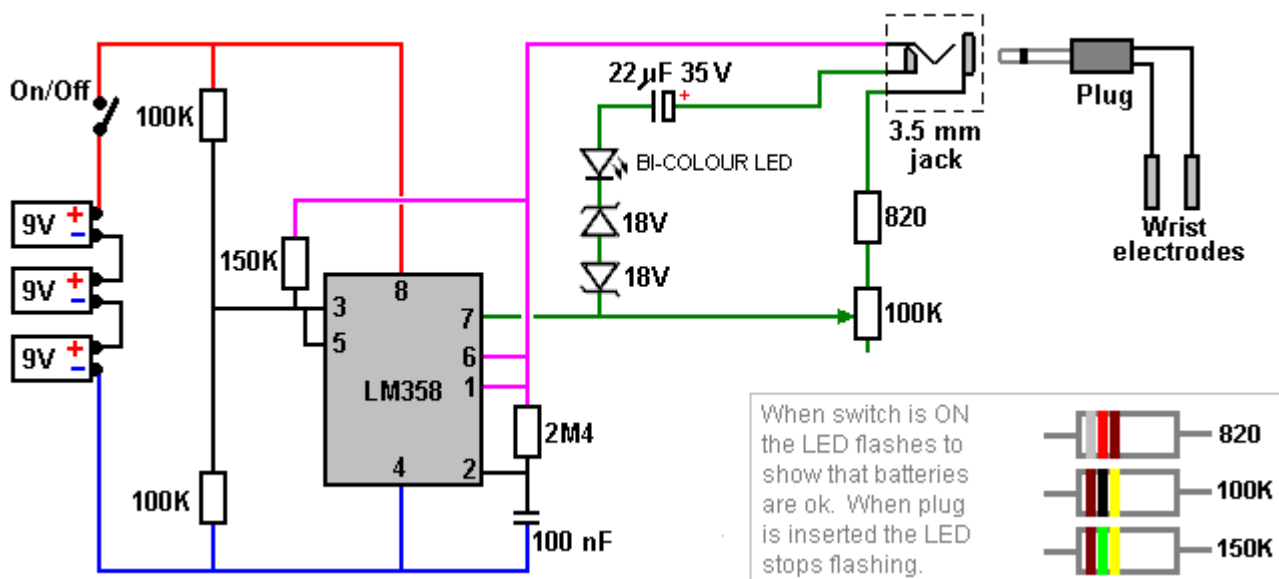 On/Off
100K
22µF 35V
+
Plug
3.5 mm
jack
BI-COLOUR LED
9V + −
150K
18V
820
Wrist
electrodes
9V + −
18V
3 8
7
100K
5
9V + −
6
LM358
1
2M4
4 2
100K
100 nF
When switch is ON
the LED flashes to
show that batteries
are ok. When plug
is inserted the LED
stops flashing.
820
100K
150K